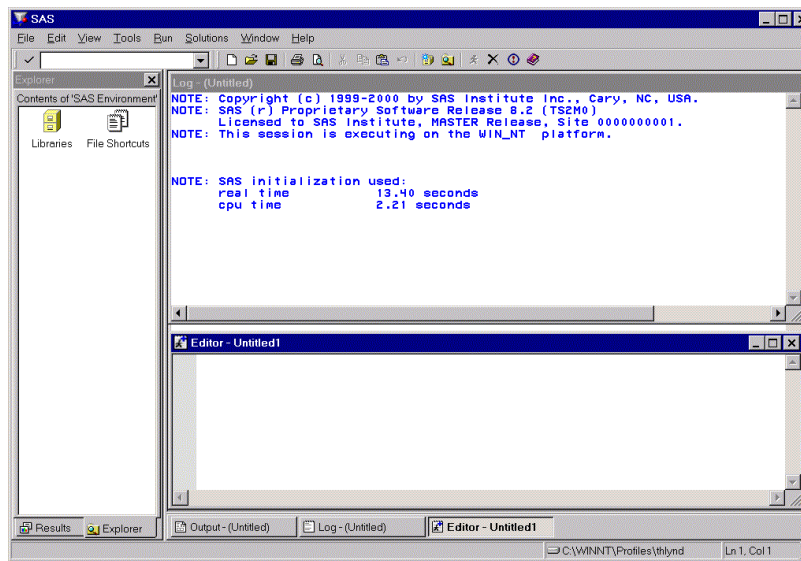 SAS
File Edit View Tools Run Solutions Window Help
Explorer
Contents of 'SAS Environment'
Libraries File Shortcuts
Log - (Untitled)
NOTE: Copyright (c) 1999-2000 by SAS Institute Inc., Cary, NC, USA.
NOTE: SAS (r) Proprietary Software Release 8.2 (TS2M0)
Licensed to SAS Institute, MASTER Release, Site 0000000001.
NOTE: This session is executing on the WIN_NT platform.
NOTE: SAS initialization used:
real time 13.40 seconds
cpu time 2.21 seconds
Editor - Untitled1
Results Explorer
Output - (Untitled) Log - (Untitled) Editor - Untitled1
C:\WINNT\Profiles\thlynd Ln 1, Col 1